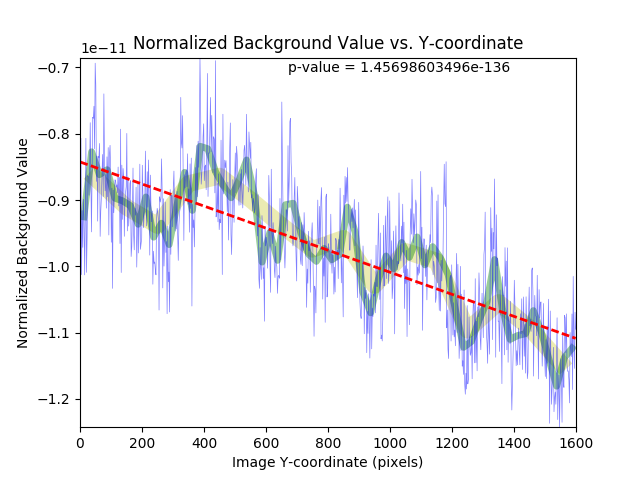 1e−11
Normalized Background Value vs. Y-coordinate
p-value = 1.45698603496e-136
−0.7
−0.8
−0.9
−1.0
−1.1
−1.2
Normalized Background Value
0 200 400 600 800 1000 1200 1400 1600
Image Y-coordinate (pixels)